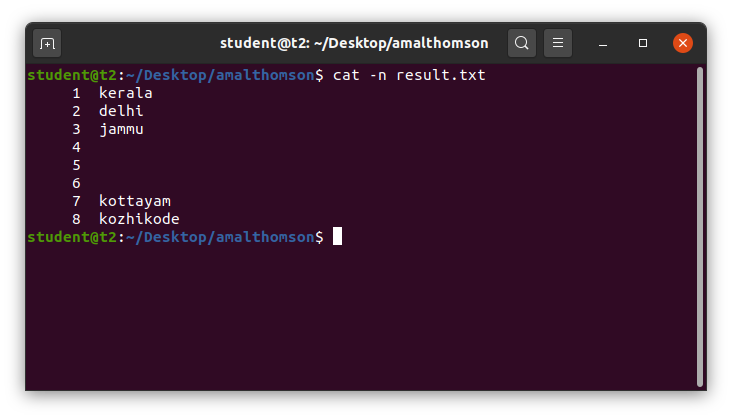 student@t2: ~/Desktop/amalthomson
student@t2:~/Desktop/amalthomson$ cat -n result.txt
1 kerala
2 delhi
3 jammu
4
5
6
7 kottayam
8 kozhikode
student@t2:~/Desktop/amalthomson$